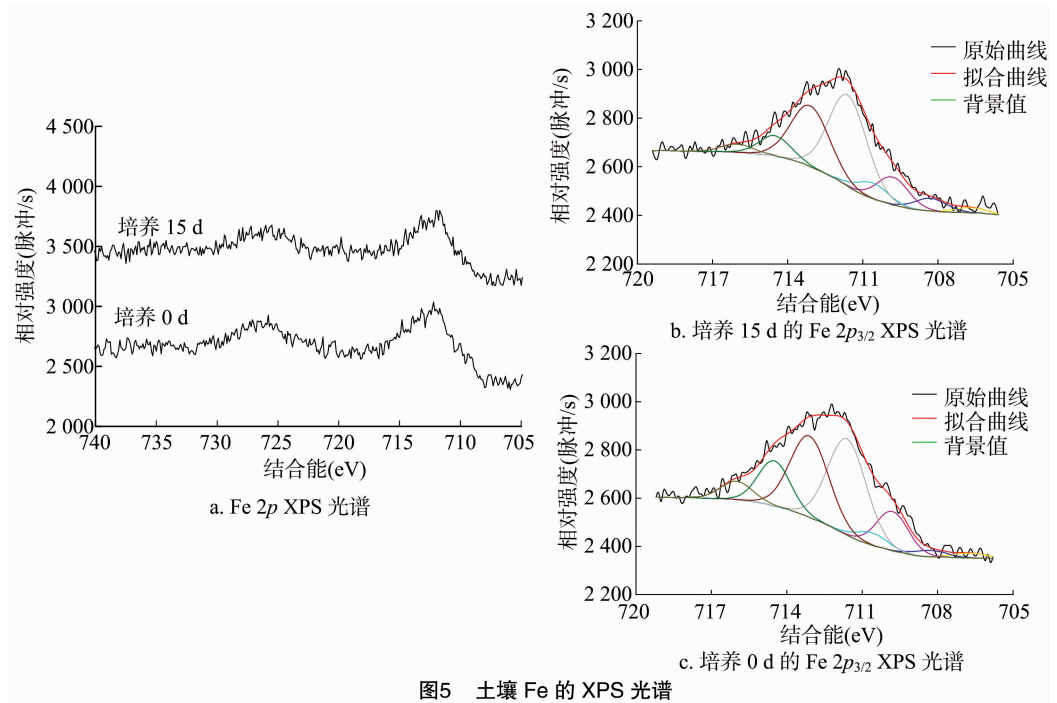 4 500
4 000
3 500
3 000
2 500
2 000
相对强度(脉冲/s)
培养 15 d
培养 0 d
740 735 730 725 720 715 710 705
结合能(eV)
a. Fe 2p XPS 光谱
3 200
3 000
2 800
2 600
2 400
2 200
相对强度(脉冲/s)
原始曲线
拟合曲线
背景值
720 717 714 711 708 705
结合能(eV)
b. 培养 15 d 的 Fe 2p3/2 XPS 光谱
3 200
3 000
2 800
2 600
2 400
2 200
相对强度(脉冲/s)
原始曲线
拟合曲线
背景值
720 717 714 711 708 705
结合能(eV)
c. 培养 0 d 的 Fe 2p3/2 XPS 光谱
图5 土壤 Fe 的 XPS 光谱